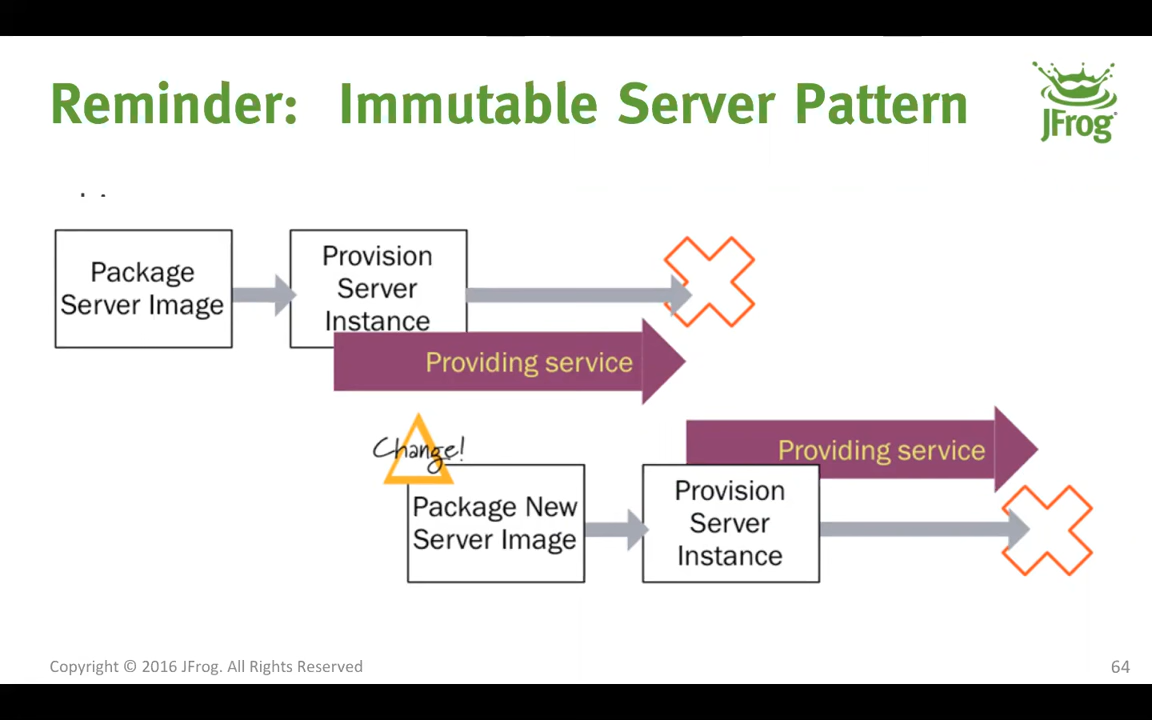 Reminder: Immutable Server Pattern
JFrog
Package
Server Image
Provision
Server
Instance
Providing service
Change!
Providing service
Package New
Server Image
Provision
Server
Instance
Copyright © 2016 JFrog. All Rights Reserved
64